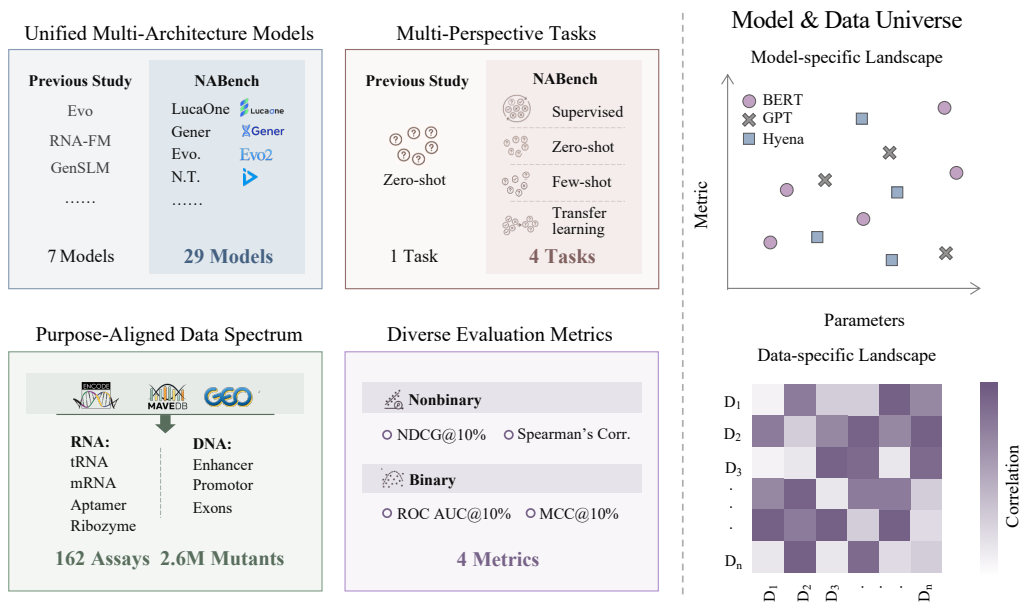 Unified Multi-Architecture Models
Previous Study
Evo
RNA-FM
GenSLM
......
7 Models
NABench
LucaOne LucaOne
Gener Gener
Evo. Evo2
N.T.
......
29 Models
Multi-Perspective Tasks
Previous Study
Zero-shot
1 Task
NABench
Supervised
Zero-shot
Few-shot
Transfer
learning
4 Tasks
Purpose-Aligned Data Spectrum
ENCODE MAVEDB GEO
RNA:
tRNA
mRNA
Aptamer
Ribozyme
DNA:
Enhancer
Promotor
Exons
162 Assays 2.6M Mutants
Diverse Evaluation Metrics
Nonbinary
NDCG@10% Spearman's Corr.
Binary
ROC AUC@10% MCC@10%
4 Metrics
Model & Data Universe
Model-specific Landscape
BERT
GPT
Hyena
Metric
Parameters
Data-specific Landscape
D1
D2
D3
.
.
Dn
D1 D2 D3 . . . Dn
Correlation